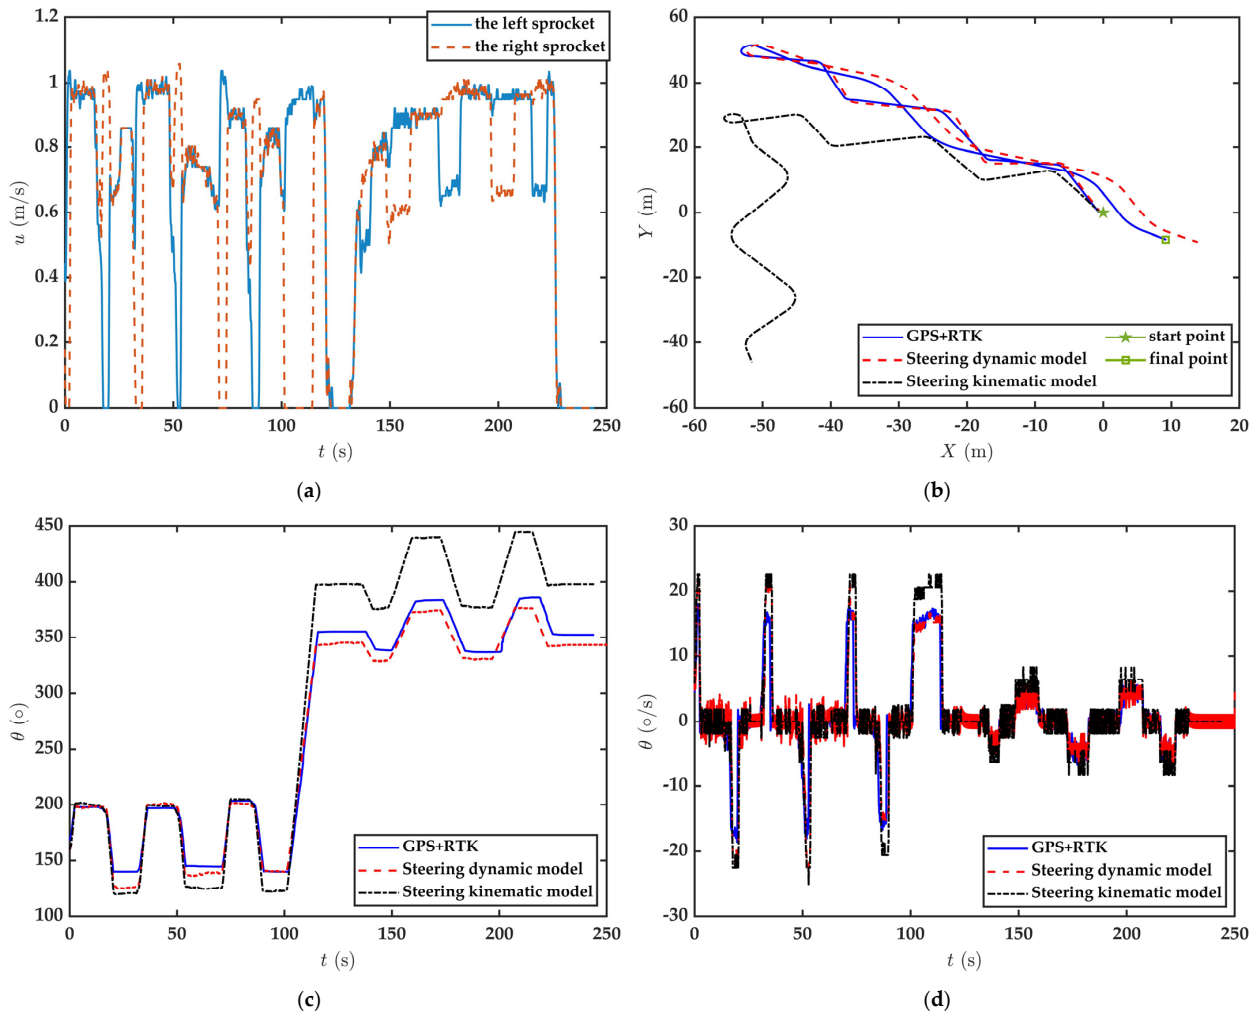 1.2
1
0.8
0.6
0.4
0.2
0
u (m/s)
the left sprocket
the right sprocket
0 50 100 150 200 250
t (s)
(a)
60
40
20
0
-20
-40
-60
Y (m)
GPS+RTK
Steering dynamic model
Steering kinematic model
start point
final point
-60 -50 -40 -30 -20 -10 0 10 20
X (m)
(b)
450
400
350
300
250
200
150
100
θ (○)
GPS+RTK
Steering dynamic model
Steering kinematic model
0 50 100 150 200 250
t (s)
(c)
30
20
10
0
-10
-20
-30
θ (○/s)
GPS+RTK
Steering dynamic model
Steering kinematic model
0 50 100 150 200 250
t (s)
(d)